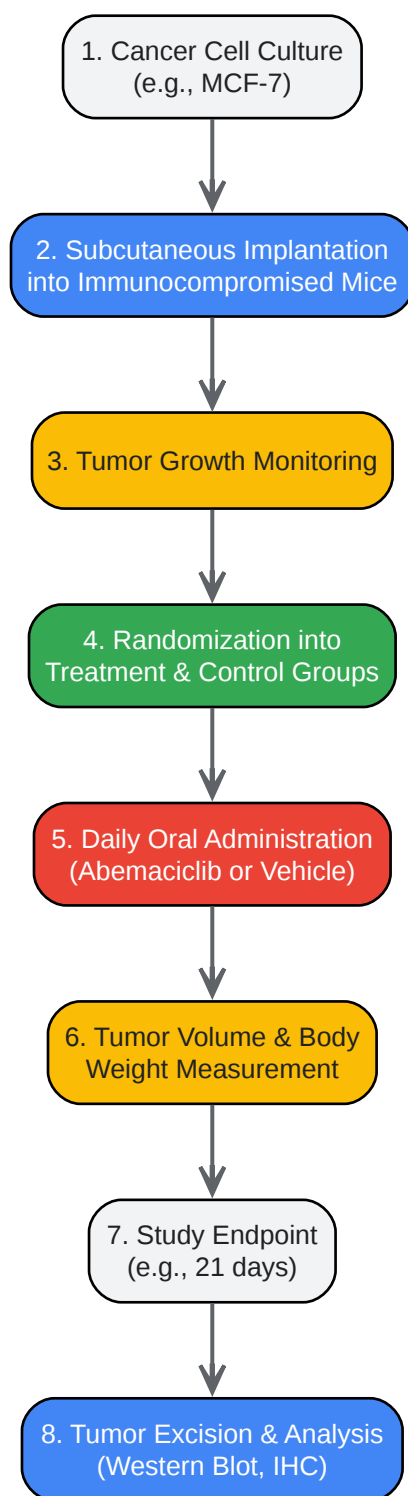 1. Cancer Cell Culture
(e.g., MCF-7)
2. Subcutaneous Implantation
into Immunocompromised Mice
3. Tumor Growth Monitoring
4. Randomization into
Treatment & Control Groups
5. Daily Oral Administration
(Abemaciclib or Vehicle)
6. Tumor Volume & Body
Weight Measurement
7. Study Endpoint
(e.g., 21 days)
8. Tumor Excision & Analysis
(Western Blot, IHC)